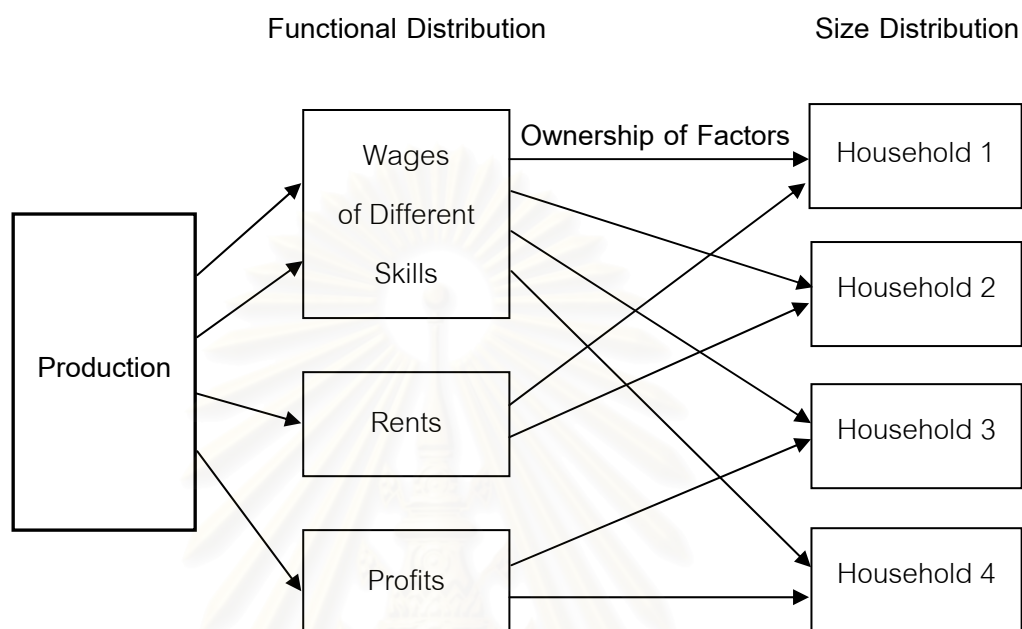 Functional Distribution
Size Distribution
Production
Wages
of Different
Skills
Rents
Profits
Ownership of Factors
Household 1
Household 2
Household 3
Household 4